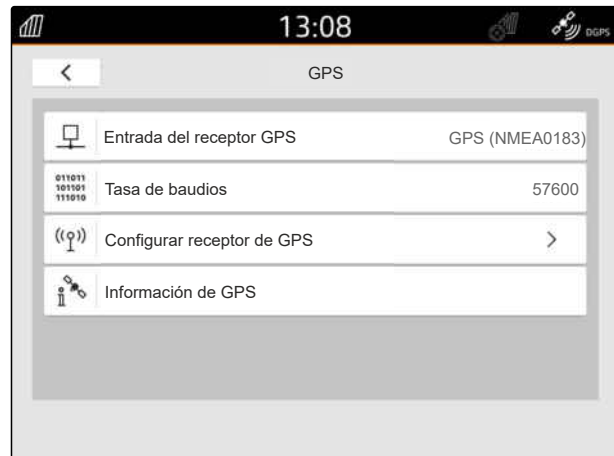 13:08
DGPS
GPS
Entrada del receptor GPS GPS (NMEA0183)
011011
101101
111010
Tasa de baudios 57600
Configurar receptor de GPS
Información de GPS